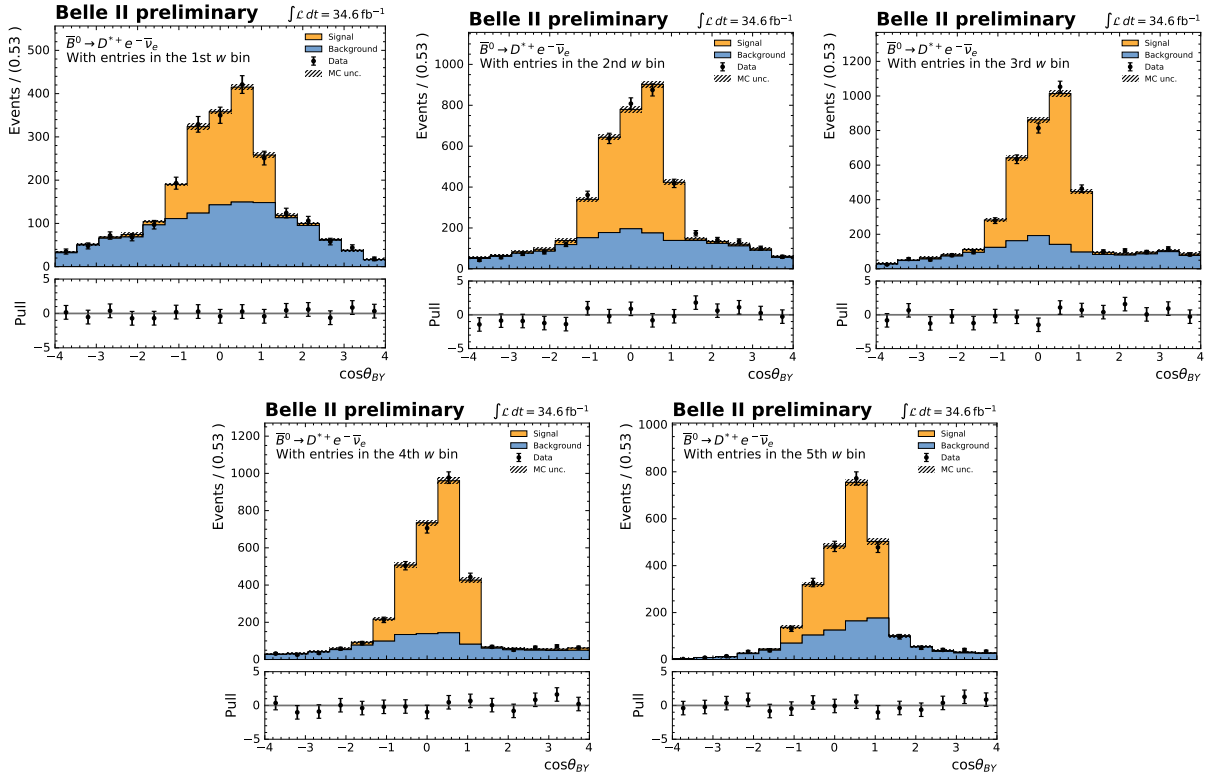 Belle II preliminary ∫ℒ dt = 34.6 fb⁻¹
B̅⁰ → D*⁺ e⁻ ν̅ₑ
With entries in the 1st w bin
Signal
Background
Data
MC unc.
Events / (0.53 )
500
400
300
200
100
0
Pull
5
0
−5
−4 −3 −2 −1 0 1 2 3 4
cosθ_BY
Belle II preliminary ∫ℒ dt = 34.6 fb⁻¹
B̅⁰ → D*⁺ e⁻ ν̅ₑ
With entries in the 2nd w bin
Signal
Background
Data
MC unc.
Events / (0.53 )
1000
800
600
400
200
0
Pull
5
0
−5
−4 −3 −2 −1 0 1 2 3 4
cosθ_BY
Belle II preliminary ∫ℒ dt = 34.6 fb⁻¹
B̅⁰ → D*⁺ e⁻ ν̅ₑ
With entries in the 3rd w bin
Signal
Background
Data
MC unc.
Events / (0.53 )
1200
1000
800
600
400
200
0
Pull
5
0
−5
−4 −3 −2 −1 0 1 2 3 4
cosθ_BY
Belle II preliminary ∫ℒ dt = 34.6 fb⁻¹
B̅⁰ → D*⁺ e⁻ ν̅ₑ
With entries in the 4th w bin
Signal
Background
Data
MC unc.
Events / (0.53 )
1200
1000
800
600
400
200
0
Pull
5
0
−5
−4 −3 −2 −1 0 1 2 3 4
cosθ_BY
Belle II preliminary ∫ℒ dt = 34.6 fb⁻¹
B̅⁰ → D*⁺ e⁻ ν̅ₑ
With entries in the 5th w bin
Signal
Background
Data
MC unc.
Events / (0.53 )
1000
800
600
400
200
0
Pull
5
0
−5
−4 −3 −2 −1 0 1 2 3 4
cosθ_BY